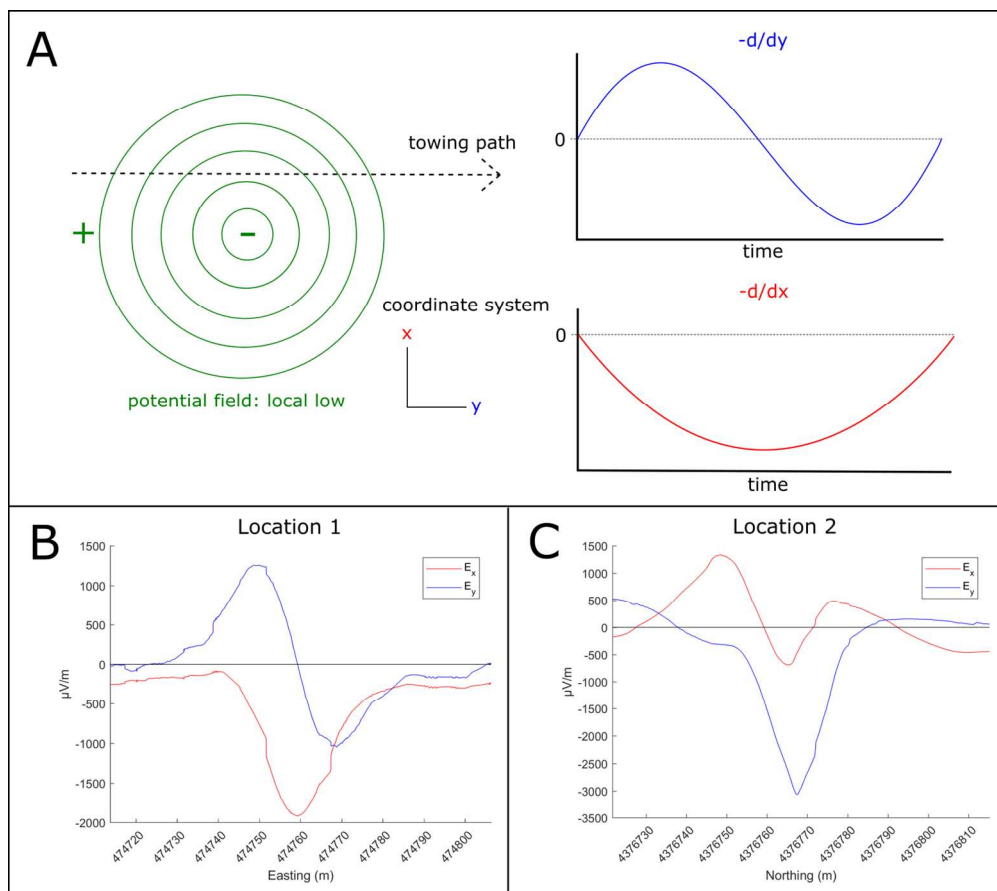 A
-d/dy
0
towing path
+
-
time
coordinate system
x
y
-d/dx
0
potential field: local low
time
B
Location 1
1500
1000
500
0
-500
-1000
-1500
-2000
µV/m
Ex
Ey
474720
474730
474740
474750
474760
474770
474780
474790
474800
Easting (m)
C
Location 2
1500
1000
500
0
-500
-1000
-1500
-2000
-2500
-3000
-3500
µV/m
Ex
Ey
4376730
4376740
4376750
4376760
4376770
4376780
4376790
4376800
4376810
Northing (m)